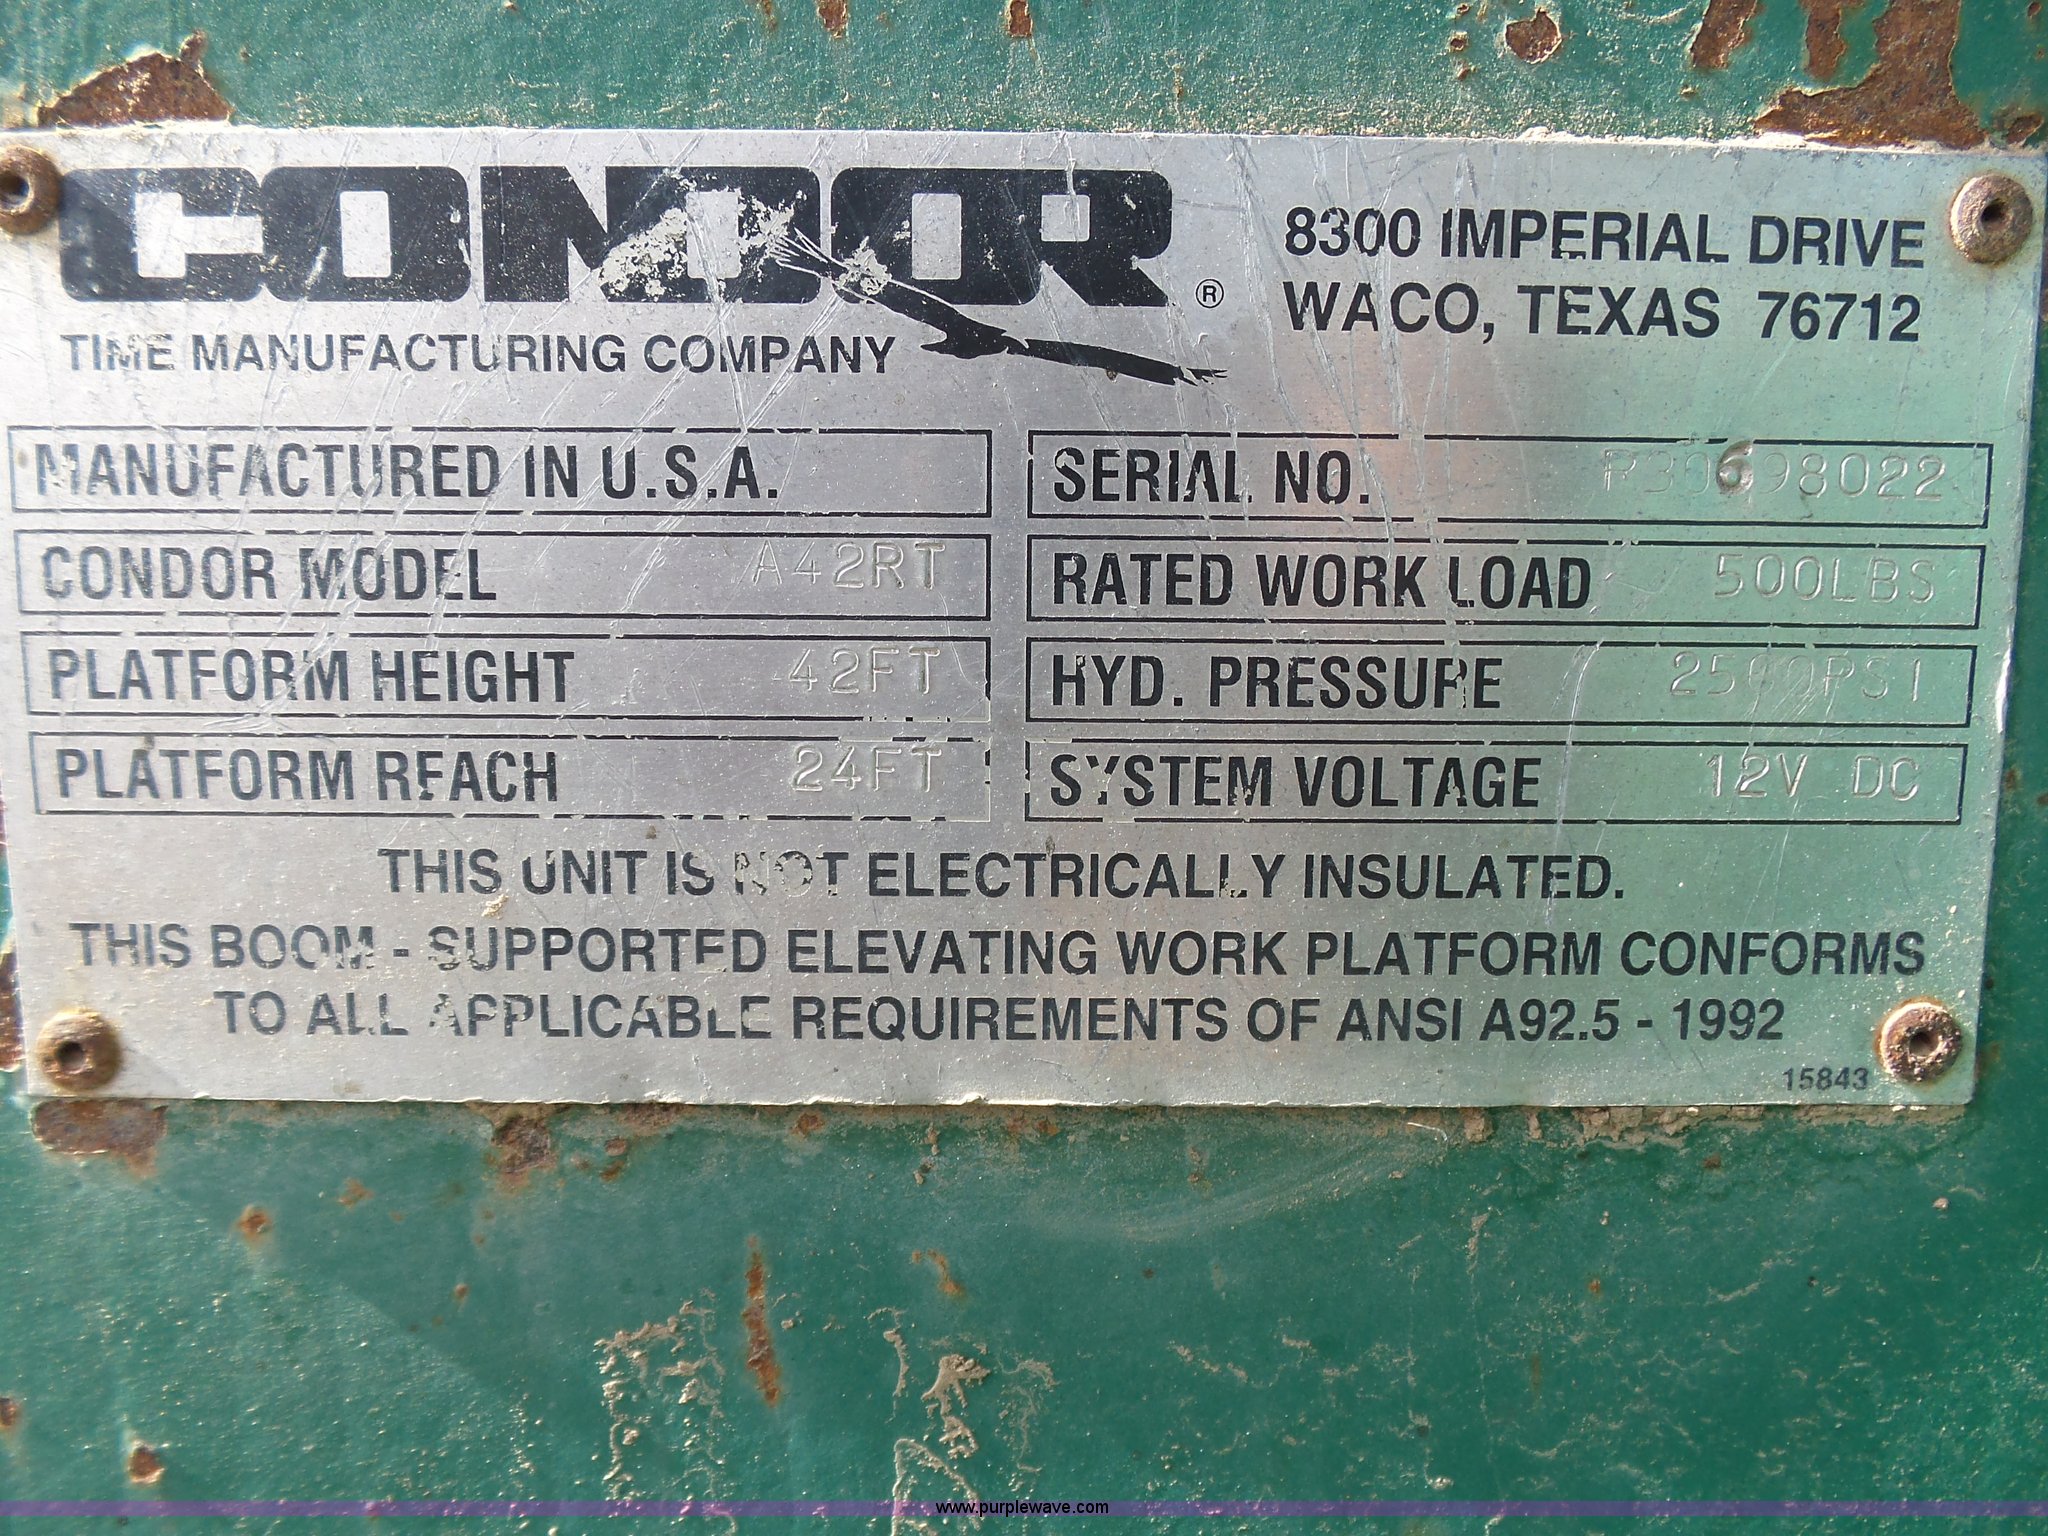 CONDOR ®
TIME MANUFACTURING COMPANY
8300 IMPERIAL DRIVE
WACO, TEXAS 76712
MANUFACTURED IN U.S.A.
SERIAL NO.
CONDOR MODEL A42RT
RATED WORK LOAD 500LBS
PLATFORM HEIGHT 42FT
HYD. PRESSURE 2500PSI
PLATFORM REACH 24FT
SYSTEM VOLTAGE 12V DC
THIS UNIT IS NOT ELECTRICALLY INSULATED.
THIS BOOM - SUPPORTED ELEVATING WORK PLATFORM CONFORMS
TO ALL APPLICABLE REQUIREMENTS OF ANSI A92.5 - 1992
15843
www.purplewave.com